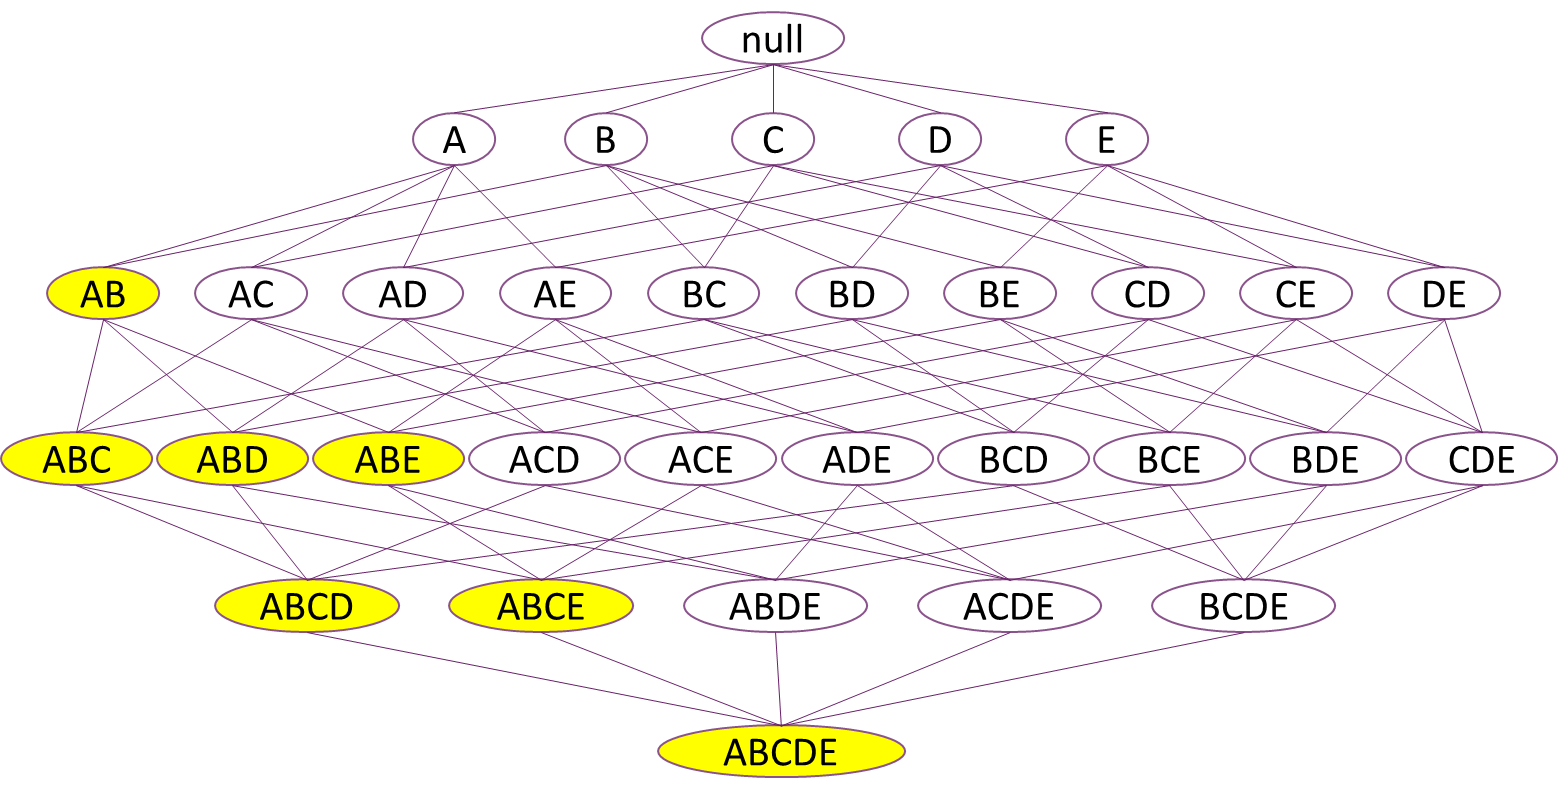 null
A B C D E
AB AC AD AE BC BD BE CD CE DE
ABC ABD ABE ACD ACE ADE BCD BCE BDE CDE
ABCD ABCE ABDE ACDE BCDE
ABCDE